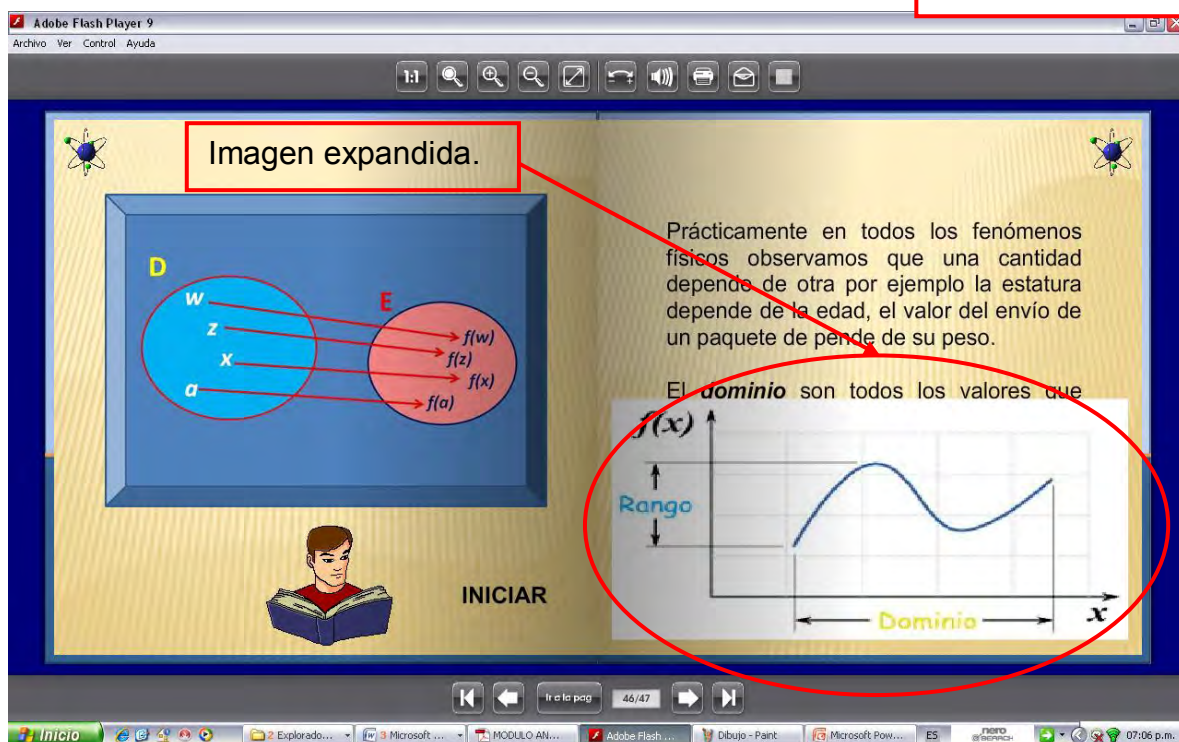 Adobe Flash Player 9
Archivo Ver Control Ayuda
1:1
Imagen expandida.
D
w
z
x
a
E
f(w)
f(z)
f(x)
f(a)
INICIAR
Prácticamente en todos los fenómenos
físicos observamos que una cantidad
depende de otra por ejemplo la estatura
depende de la edad, el valor del envío de
un paquete de pende de su peso.
El dominio son todos los valores que
f(x)
Rango
Dominio
x
Ir a la pag
46/47
Inicio
2 Explorado...
3 Microsoft ...
MODULO AN...
Adobe Flash ...
Dibujo - Paint
Microsoft Pow...
ES
nero
SEARCH
07:06 p.m.